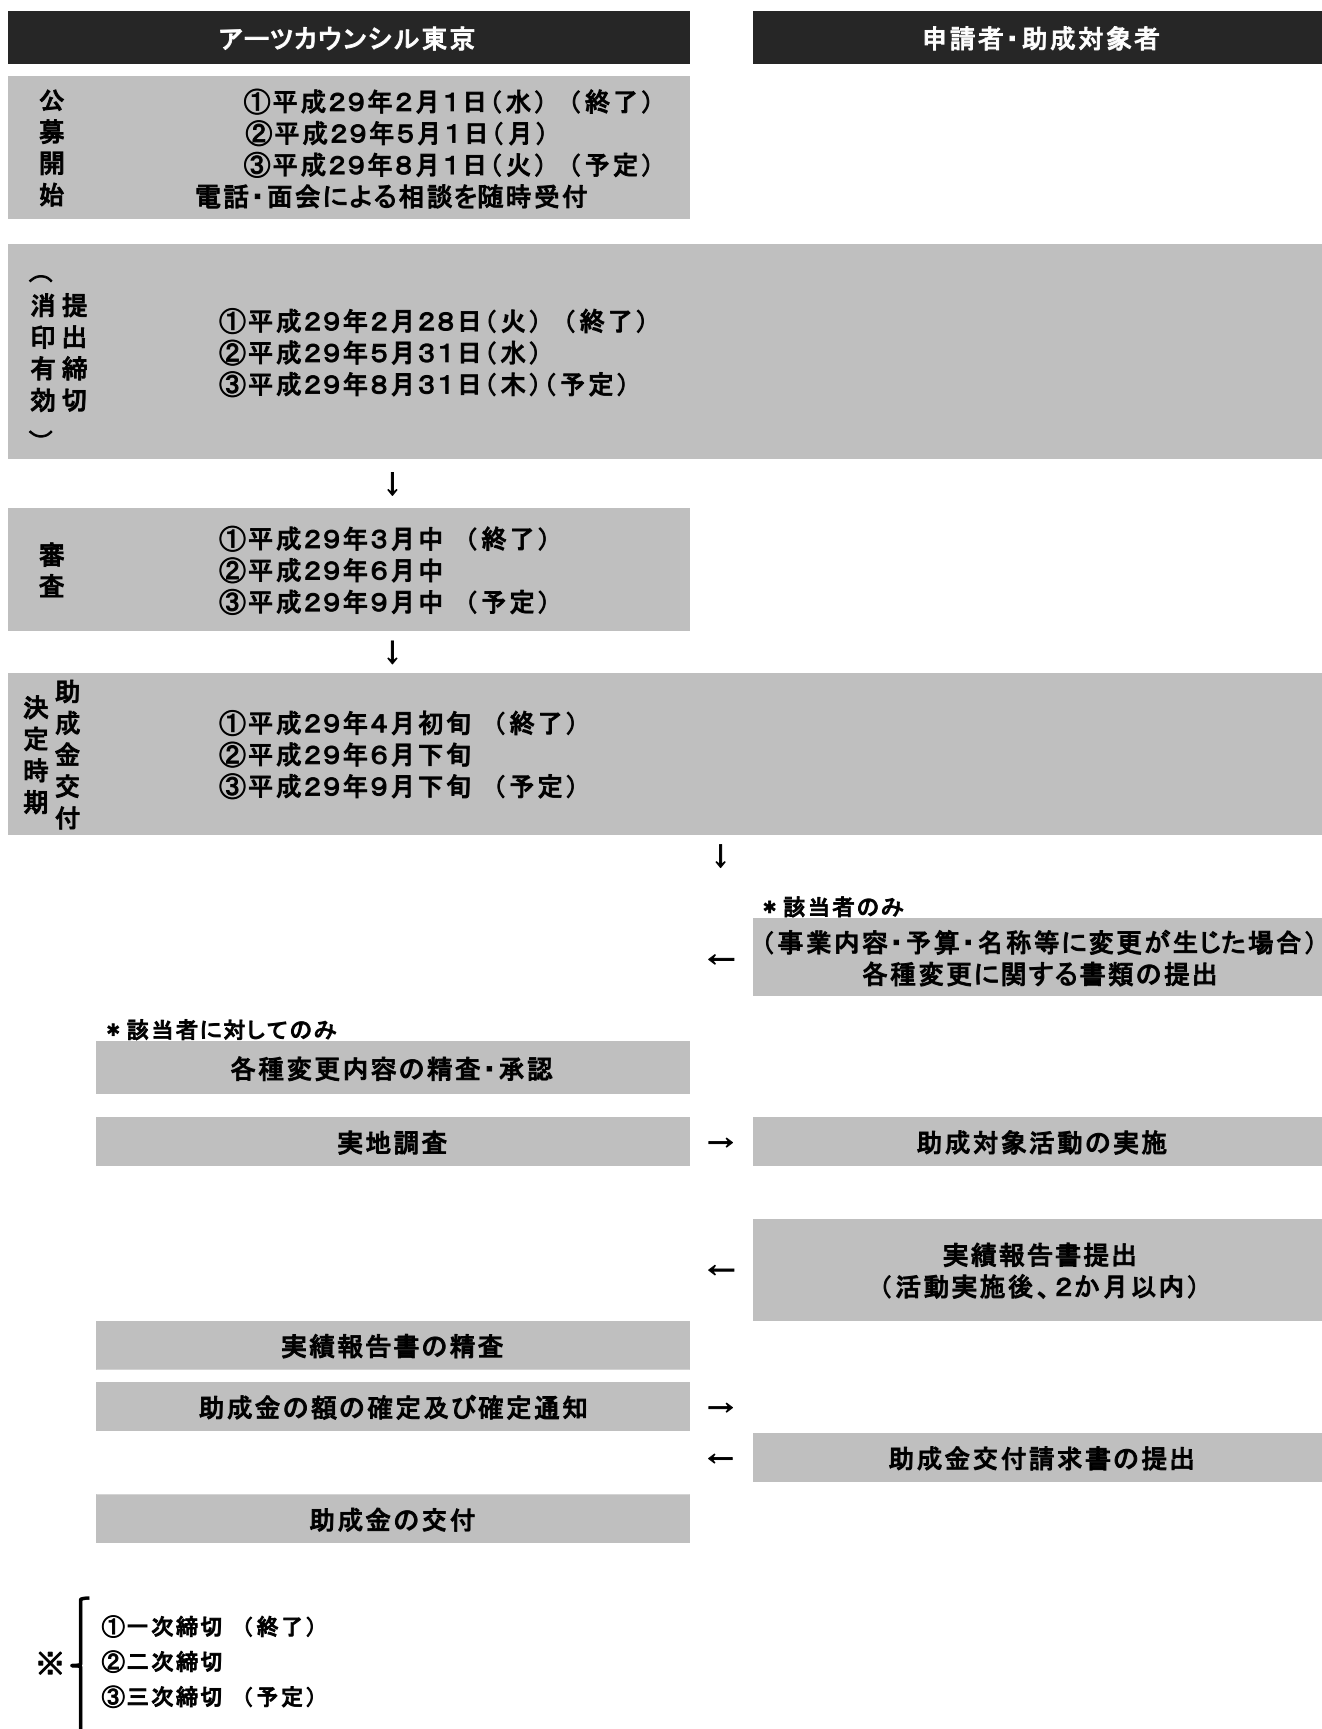 アーツカウンシル東京
申請者・助成対象者
公募開始
①平成29年2月1日（水）　（終了）
②平成29年5月1日（月）
③平成29年8月1日（火）　（予定）
電話・面会による相談を随時受付
提出締切
（消印有効）
①平成29年2月28日（火）　（終了）
②平成29年5月31日（水）
③平成29年8月31日（木）（予定）
↓
審査
①平成29年3月中　（終了）
②平成29年6月中
③平成29年9月中　（予定）
↓
助成金交付
決定時期
①平成29年4月初旬　（終了）
②平成29年6月下旬
③平成29年9月下旬　（予定）
↓
＊該当者のみ
←
（事業内容・予算・名称等に変更が生じた場合）
各種変更に関する書類の提出
＊該当者に対してのみ
各種変更内容の精査・承認
実地調査
→
助成対象活動の実施
←
実績報告書提出
（活動実施後、2か月以内）
実績報告書の精査
助成金の額の確定及び確定通知
→
←
助成金交付請求書の提出
助成金の交付
※
①一次締切　（終了）
②二次締切
③三次締切　（予定）